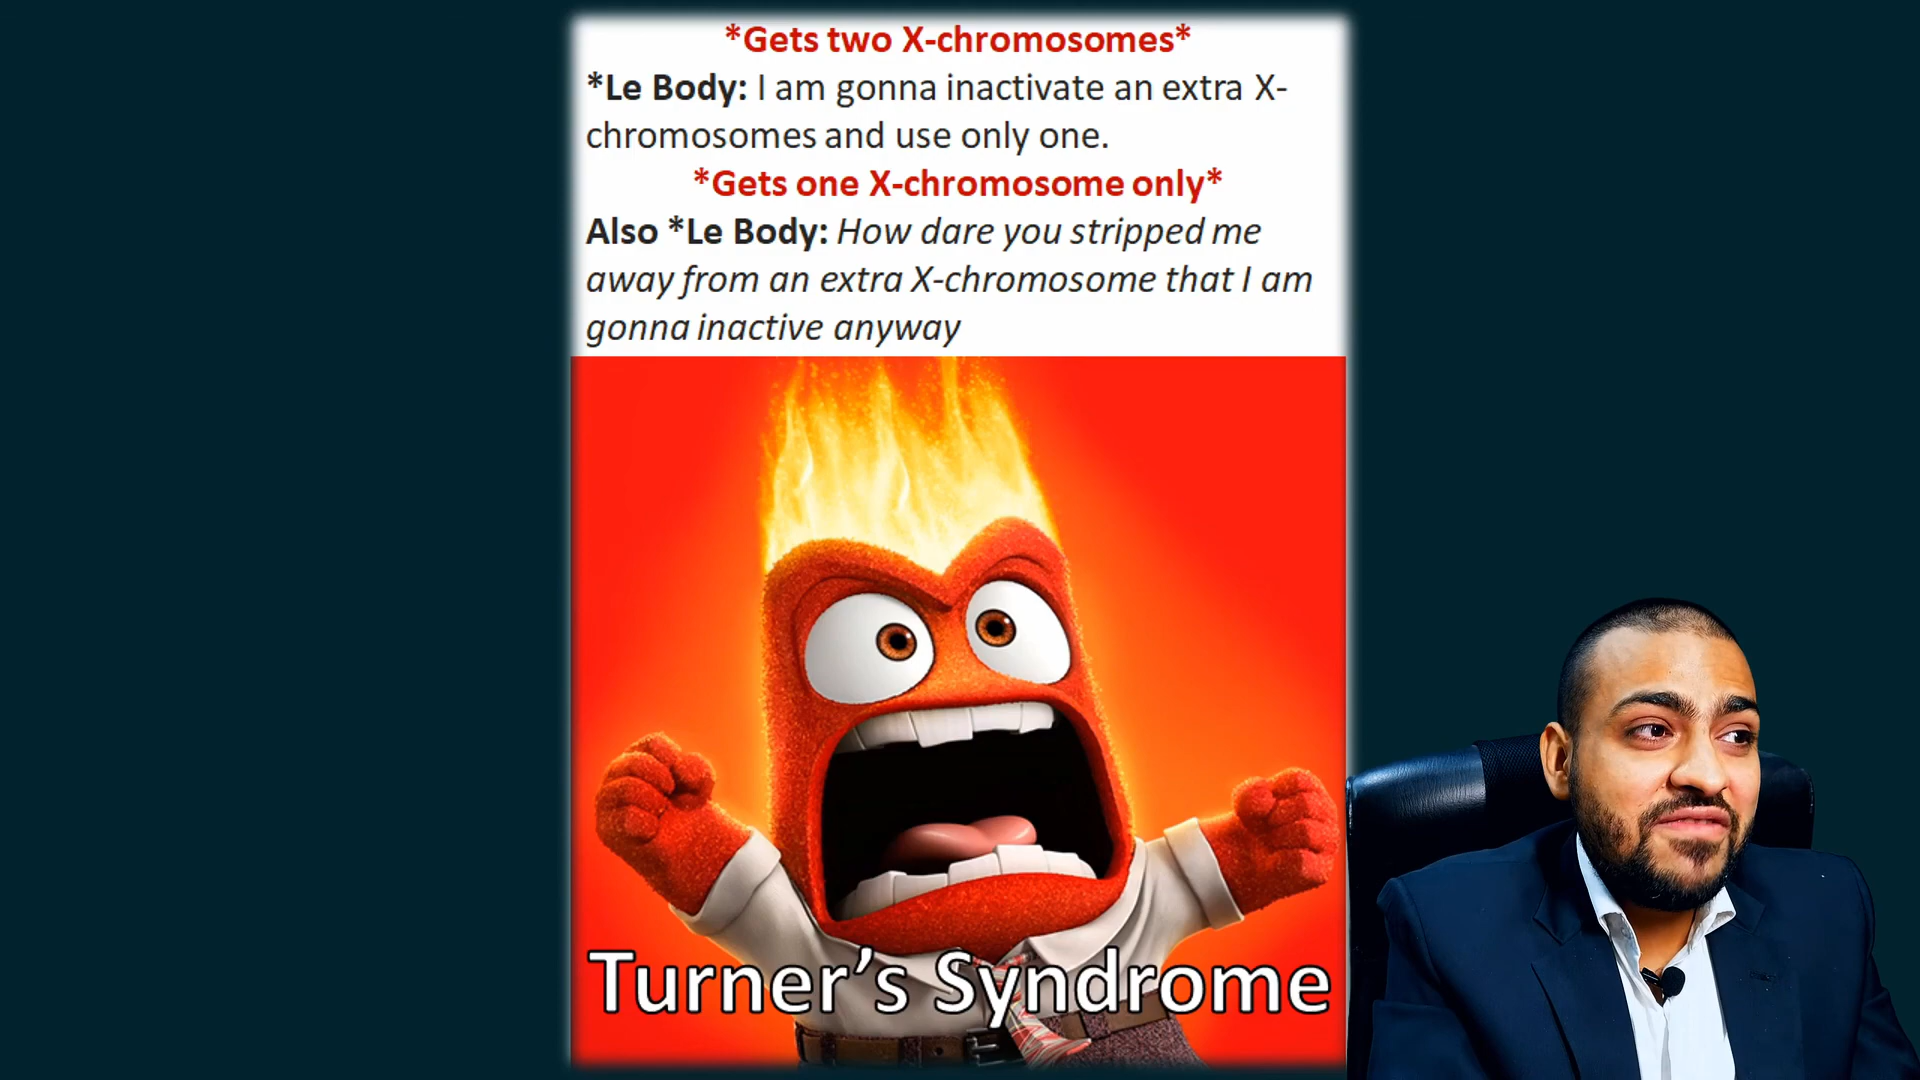 *Gets two X-chromosomes*
*Le Body: I am gonna inactivate an extra X-
chromosomes and use only one.
*Gets one X-chromosome only*
Also *Le Body: How dare you stripped me
away from an extra X-chromosome that I am
gonna inactive anyway
Turner's Syndrome